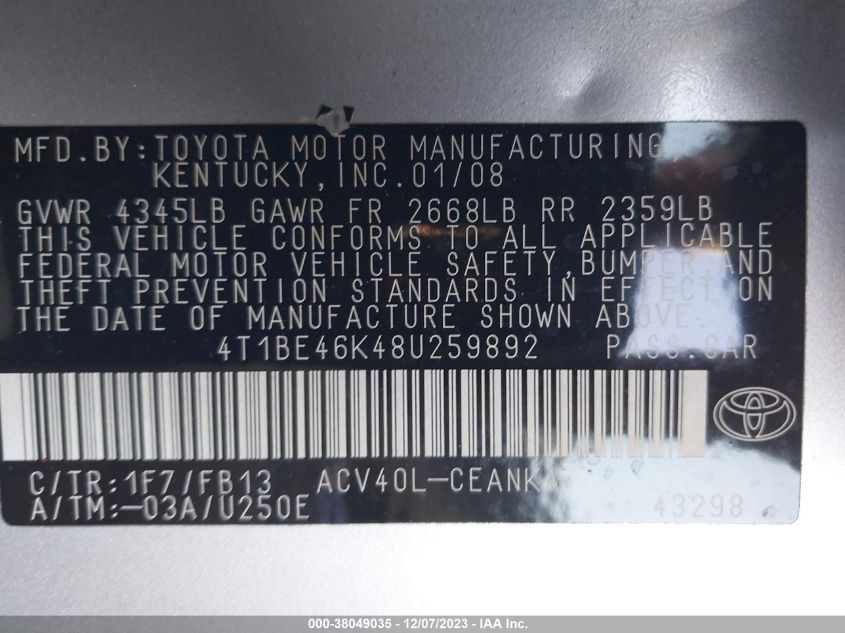 MFD.BY:TOYOTA MOTOR MANUFACTURING
KENTUCKY,INC.01/08
GVWR 4345LB GAWR FR 2668LB RR 2359LB
THIS VEHICLE CONFORMS TO ALL APPLICABLE
FEDERAL MOTOR VEHICLE SAFETY,BUMPER AND
THEFT PREVENTION STANDARDS IN EFFECT ON
THE DATE OF MANUFACTURE SHOWN ABOVE.
4T1BE46K48U259892 PASS.CAR
C/TR:1F7/FB13 ACV40L-CEANKA
A/TM:-03A/U250E 43298
000-38049035 - 12/07/2023 - IAA Inc.